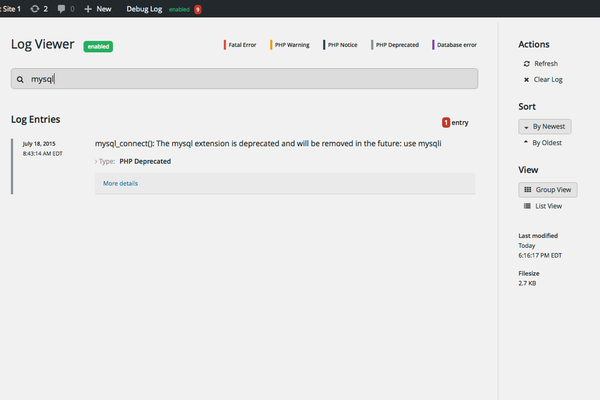 t Site 1 2 0 New Debug Log enabled 9
Log Viewer enabled
Fatal Error PHP Warning PHP Notice PHP Deprecated Database error
mysql
Log Entries
1 entry
July 18, 2015
8:43:14 AM EDT
mysql_connect(): The mysql extension is deprecated and will be removed in the future: use mysqli
› Type: PHP Deprecated
More details
Actions
Refresh
Clear Log
Sort
By Newest
By Oldest
View
Group View
List View
Last modified
Today
6:16:17 PM EDT
Filesize
2.7 KB